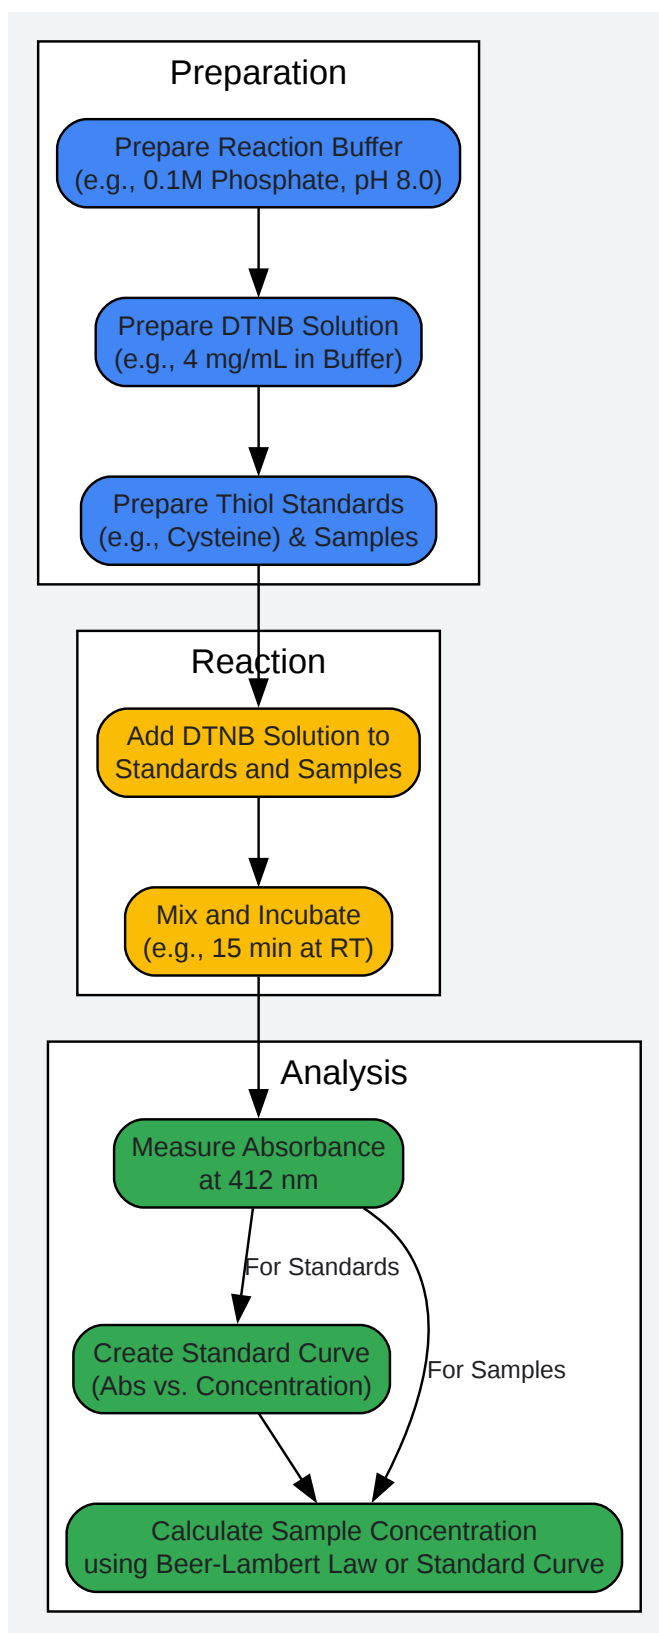 Preparation
Prepare Reaction Buffer
(e.g., 0.1M Phosphate, pH 8.0)
Prepare DTNB Solution
(e.g., 4 mg/mL in Buffer)
Prepare Thiol Standards
(e.g., Cysteine) & Samples
Reaction
Add DTNB Solution to
Standards and Samples
Mix and Incubate
(e.g., 15 min at RT)
Analysis
Measure Absorbance
at 412 nm
For Standards
Create Standard Curve
(Abs vs. Concentration)
For Samples
Calculate Sample Concentration
using Beer-Lambert Law or Standard Curve